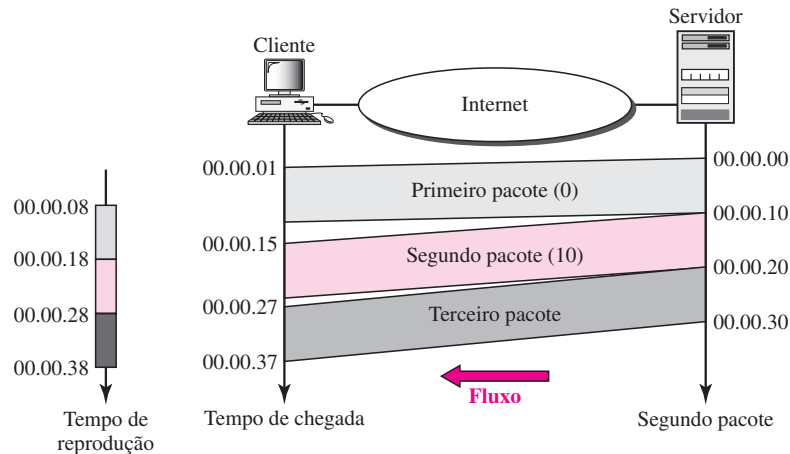 Servidor
Cliente
Internet
00.00.01
00.00.00
Primeiro pacote (0)
00.00.08
00.00.10
00.00.15
00.00.18
Segundo pacote (10)
00.00.20
00.00.27
00.00.28
Terceiro pacote
00.00.30
00.00.38
00.00.37
Fluxo
Tempo de
reprodução
Tempo de chegada
Segundo pacote